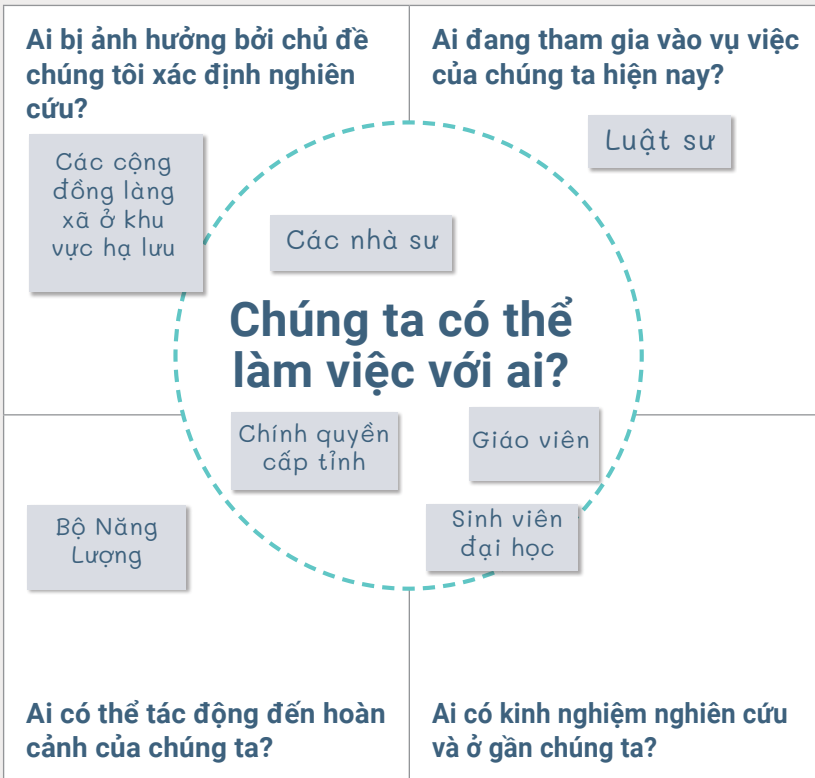 Ai bị ảnh hưởng bởi chủ đề
chúng tôi xác định nghiên
cứu?
Ai đang tham gia vào vụ việc
của chúng ta hiện nay?
Các cộng
đồng làng
xã ở khu
vực hạ lưu
Luật sư
Các nhà sư
Chúng ta có thể
làm việc với ai?
Chính quyền
cấp tỉnh
Giáo viên
Bộ Năng
Lượng
Sinh viên
đại học
Ai có thể tác động đến hoàn
cảnh của chúng ta?
Ai có kinh nghiệm nghiên cứu
và ở gần chúng ta?